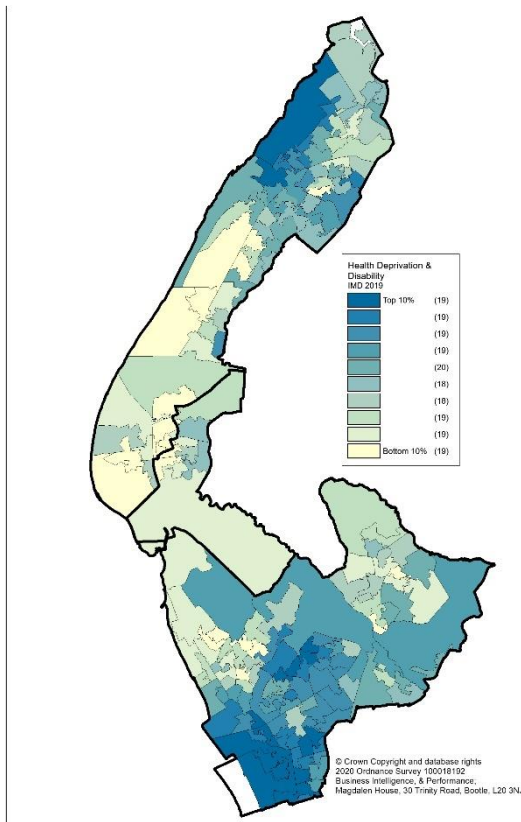 Health Deprivation &
Disability
IMD 2019
Top 10% (19)
(19)
(19)
(19)
(20)
(18)
(18)
(19)
(19)
Bottom 10% (19)
© Crown Copyright and database rights
2020 Ordnance Survey 100018192
Business Intelligence, & Performance,
Magdalen House, 30 Trinity Road, Bootle, L20 3NJ